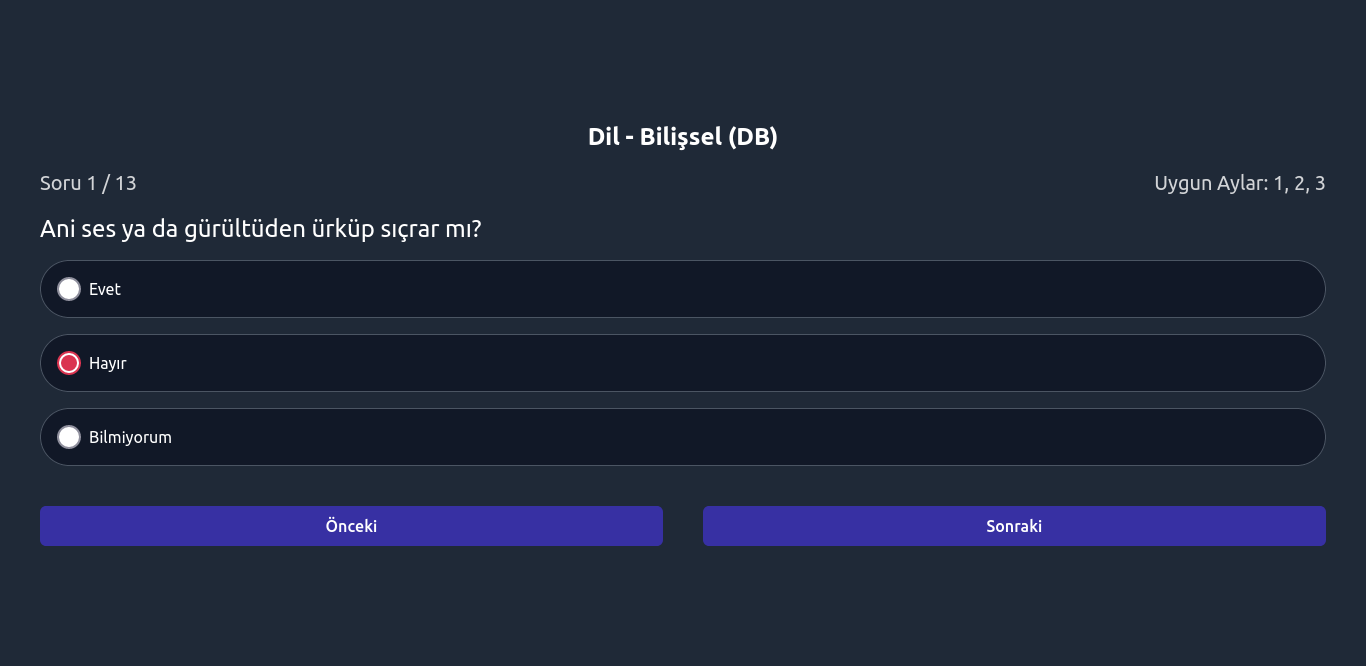 Dil - Bilişsel (DB)
Soru 1 / 13
Uygun Aylar: 1, 2, 3
Ani ses ya da gürültüden ürküp sıçrar mı?
Evet
Hayır
Bilmiyorum
Önceki
Sonraki